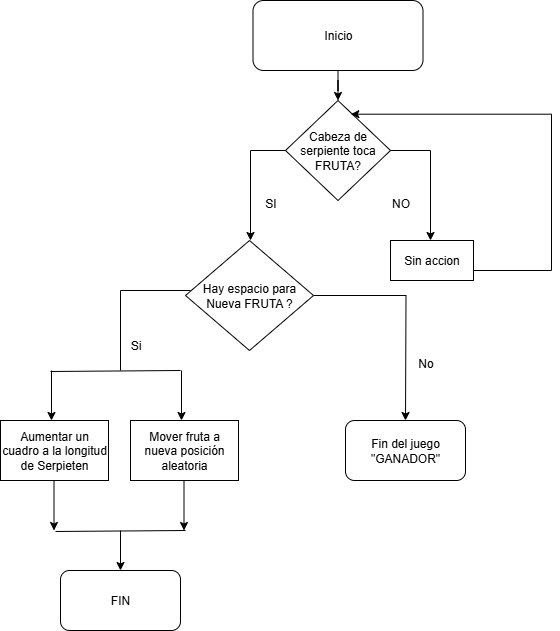 Inicio
Cabeza de
serpiente toca
FRUTA?
SI
NO
Sin accion
Hay espacio para
Nueva FRUTA ?
Si
No
Aumentar un
cuadro a la longitud
de Serpieten
Mover fruta a
nueva posición
aleatoria
Fin del juego
"GANADOR"
FIN